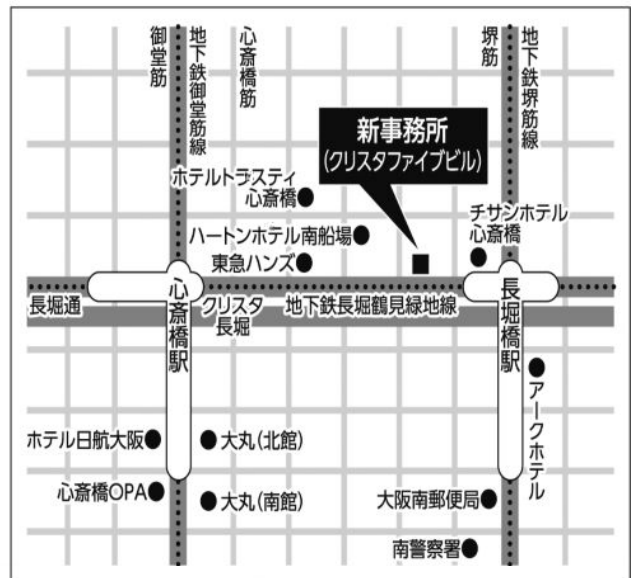 御堂筋
地下鉄御堂筋線
心斎橋筋
堺筋
地下鉄堺筋線
新事務所
(クリスタファイブビル)
ホテルトラスティ
心斎橋
チサンホテル
心斎橋
ハートンホテル南船場
東急ハンズ
長堀通
心斎橋駅
クリスタ
長堀
地下鉄長堀鶴見緑地線
長堀橋駅
アークホテル
ホテル日航大阪
大丸(北館)
心斎橋OPA
大丸(南館)
大阪南郵便局
南警察署